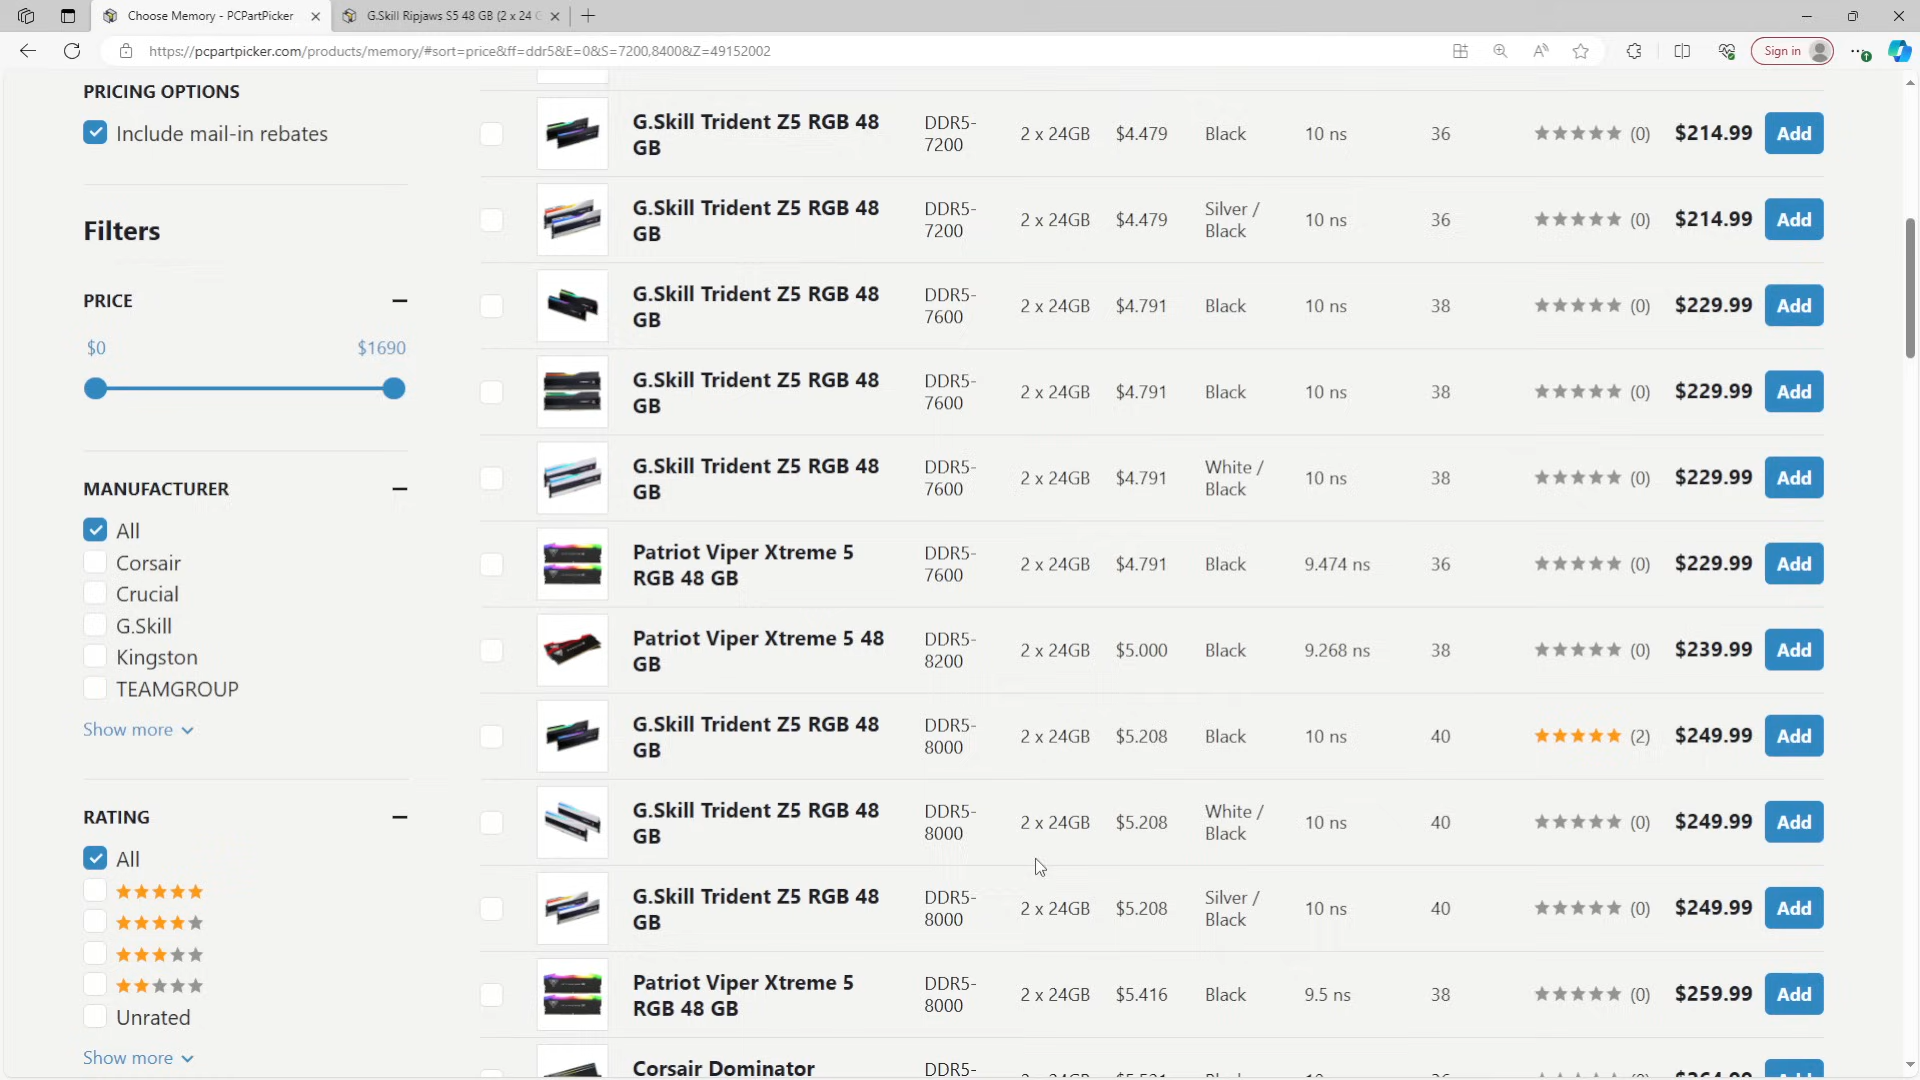 Choose Memory - PCPartPicker
G.Skill Ripjaws S5 48 GB (2 x 24 G
https://pcpartpicker.com/products/memory/#sort=price&ff=ddr5&E=0&S=7200,8400&Z=49152002
Sign in
PRICING OPTIONS
Include mail-in rebates
Filters
PRICE
$0 $1690
MANUFACTURER
All
Corsair
Crucial
G.Skill
Kingston
TEAMGROUP
Show more
RATING
All
Unrated
Show more
G.Skill Trident Z5 RGB 48 GB DDR5-7200 2 x 24GB $4.479 Black 10 ns 36 (0) $214.99 Add
G.Skill Trident Z5 RGB 48 GB DDR5-7200 2 x 24GB $4.479 Silver / Black 10 ns 36 (0) $214.99 Add
G.Skill Trident Z5 RGB 48 GB DDR5-7600 2 x 24GB $4.791 Black 10 ns 38 (0) $229.99 Add
G.Skill Trident Z5 RGB 48 GB DDR5-7600 2 x 24GB $4.791 Black 10 ns 38 (0) $229.99 Add
G.Skill Trident Z5 RGB 48 GB DDR5-7600 2 x 24GB $4.791 White / Black 10 ns 38 (0) $229.99 Add
Patriot Viper Xtreme 5 RGB 48 GB DDR5-7600 2 x 24GB $4.791 Black 9.474 ns 36 (0) $229.99 Add
Patriot Viper Xtreme 5 48 GB DDR5-8200 2 x 24GB $5.000 Black 9.268 ns 38 (0) $239.99 Add
G.Skill Trident Z5 RGB 48 GB DDR5-8000 2 x 24GB $5.208 Black 10 ns 40 (2) $249.99 Add
G.Skill Trident Z5 RGB 48 GB DDR5-8000 2 x 24GB $5.208 White / Black 10 ns 40 (0) $249.99 Add
G.Skill Trident Z5 RGB 48 GB DDR5-8000 2 x 24GB $5.208 Silver / Black 10 ns 40 (0) $249.99 Add
Patriot Viper Xtreme 5 RGB 48 GB DDR5-8000 2 x 24GB $5.416 Black 9.5 ns 38 (0) $259.99 Add
Corsair Dominator DDR5-